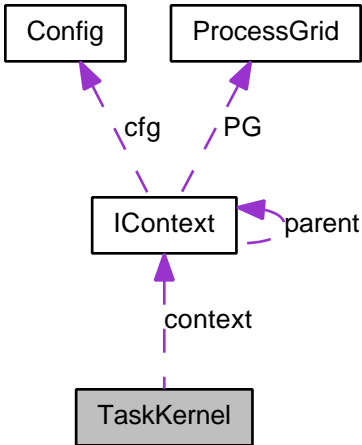 Config
ProcessGrid
cfg
PG
IContext
parent
context
TaskKernel